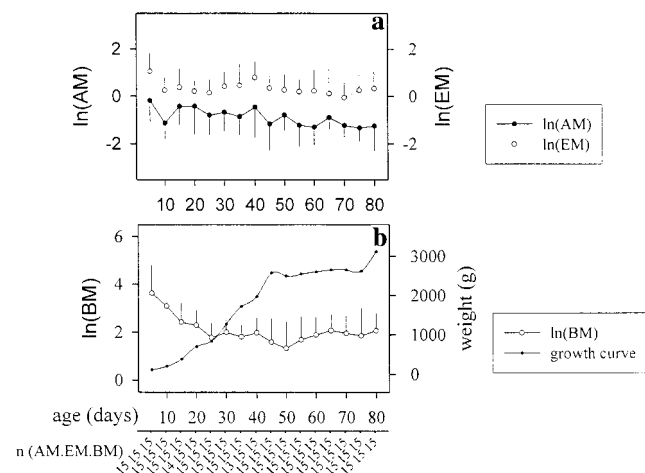 a
2 2
ln(AM) 0 0 ln(EM)
-2 -2
ln(AM)
ln(EM)
10 20 30 40 50 60 70 80
b
6
4
2
0
ln(BM)
3000
2000
1000
0
weight (g)
ln(BM)
growth curve
age (days) 10 20 30 40 50 60 70 80
n (AM.EM.BM)